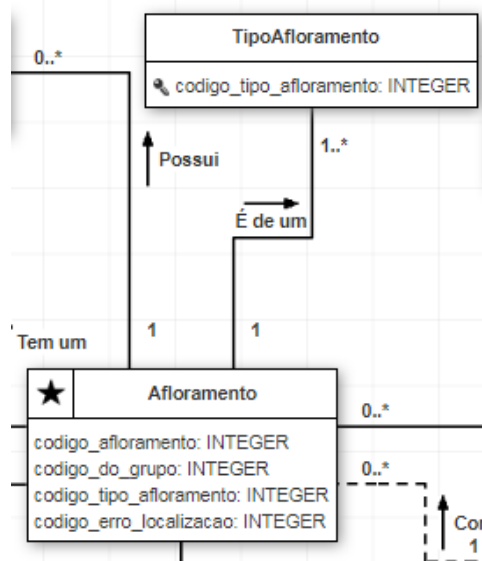 TipoAfloramento
0..*
codigo_tipo_afloramento: INTEGER
1..*
Possui
É de um
1
1
Tem um
Afloramento
0..*
codigo_afloramento: INTEGER
codigo_do_grupo: INTEGER
0..*
codigo_tipo_afloramento: INTEGER
codigo_erro_localizacao: INTEGER
1